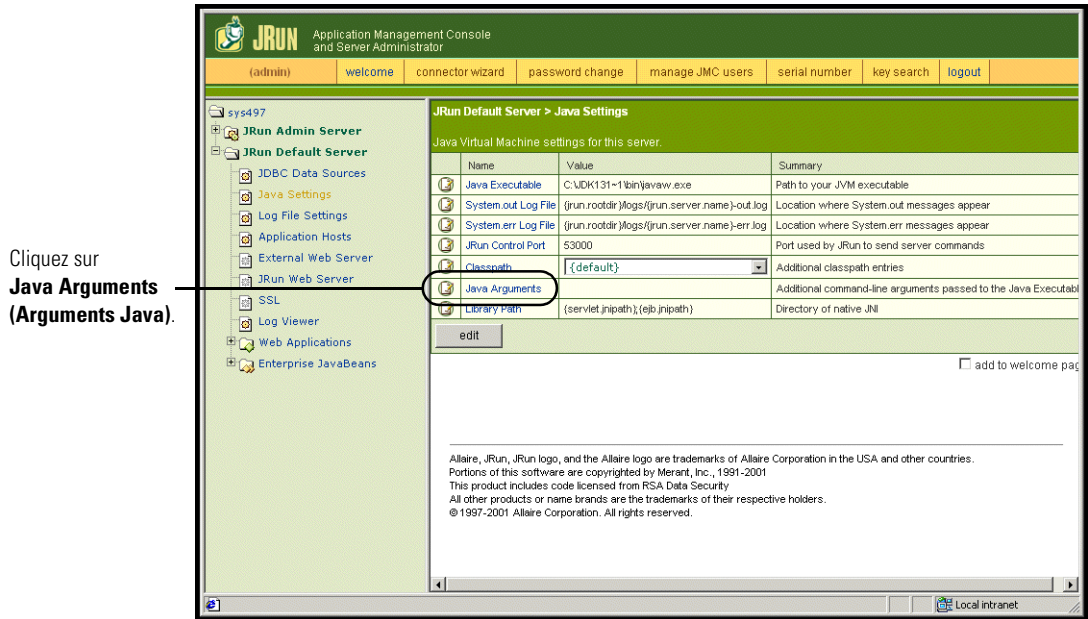 Cliquez sur
Java Arguments
(Arguments Java).
JRUN
Application Management Console
and Server Administrator
(admin)
welcome
connector wizard
password change
manage JMC users
serial number
key search
logout
sys497
JRun Admin Server
JRun Default Server
JDBC Data Sources
Java Settings
Log File Settings
Application Hosts
External Web Server
JRun Web Server
SSL
Log Viewer
Web Applications
Enterprise JavaBeans
JRun Default Server > Java Settings
Java Virtual Machine settings for this server.
Name Value Summary
Java Executable C:\JDK131~1\bin\javaw.exe Path to your JVM executable
System.out Log File {jrun.rootdir}/logs/{jrun.server.name}-out.log Location where System.out messages appear
System.err Log File {jrun.rootdir}/logs/{jrun.server.name}-err.log Location where System.err messages appear
JRun Control Port 53000 Port used by JRun to send server commands
Classpath {default} Additional classpath entries
Java Arguments Additional command-line arguments passed to the Java Executabl
Library Path {servlet.jnipath};{ejb.jnipath} Directory of native JNI
edit
add to welcome pag
Allaire, JRun, JRun logo, and the Allaire logo are trademarks of Allaire Corporation in the USA and other countries.
Portions of this software are copyrighted by Merant, Inc., 1991-2001
This product includes code licensed from RSA Data Security
All other products or name brands are the trademarks of their respective holders.
©1997-2001 Allaire Corporation. All rights reserved.
Local intranet